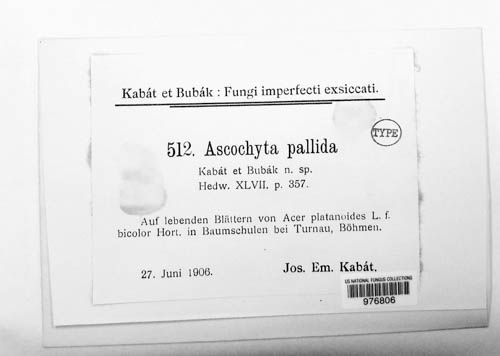 Kabát et Bubák : Fungi imperfecti exsiccati.
TYPE
512. Ascochyta pallida
Kabát et Bubák n. sp.
Hedw. XLVII. p. 357.
Auf lebenden Blättern von Acer platanoides L. f.
bicolor Hort. in Baumschulen bei Turnau, Böhmen.
27. Juni 1906. Jos. Em. Kabát.
US NATIONAL FUNGUS COLLECTIONS
976806